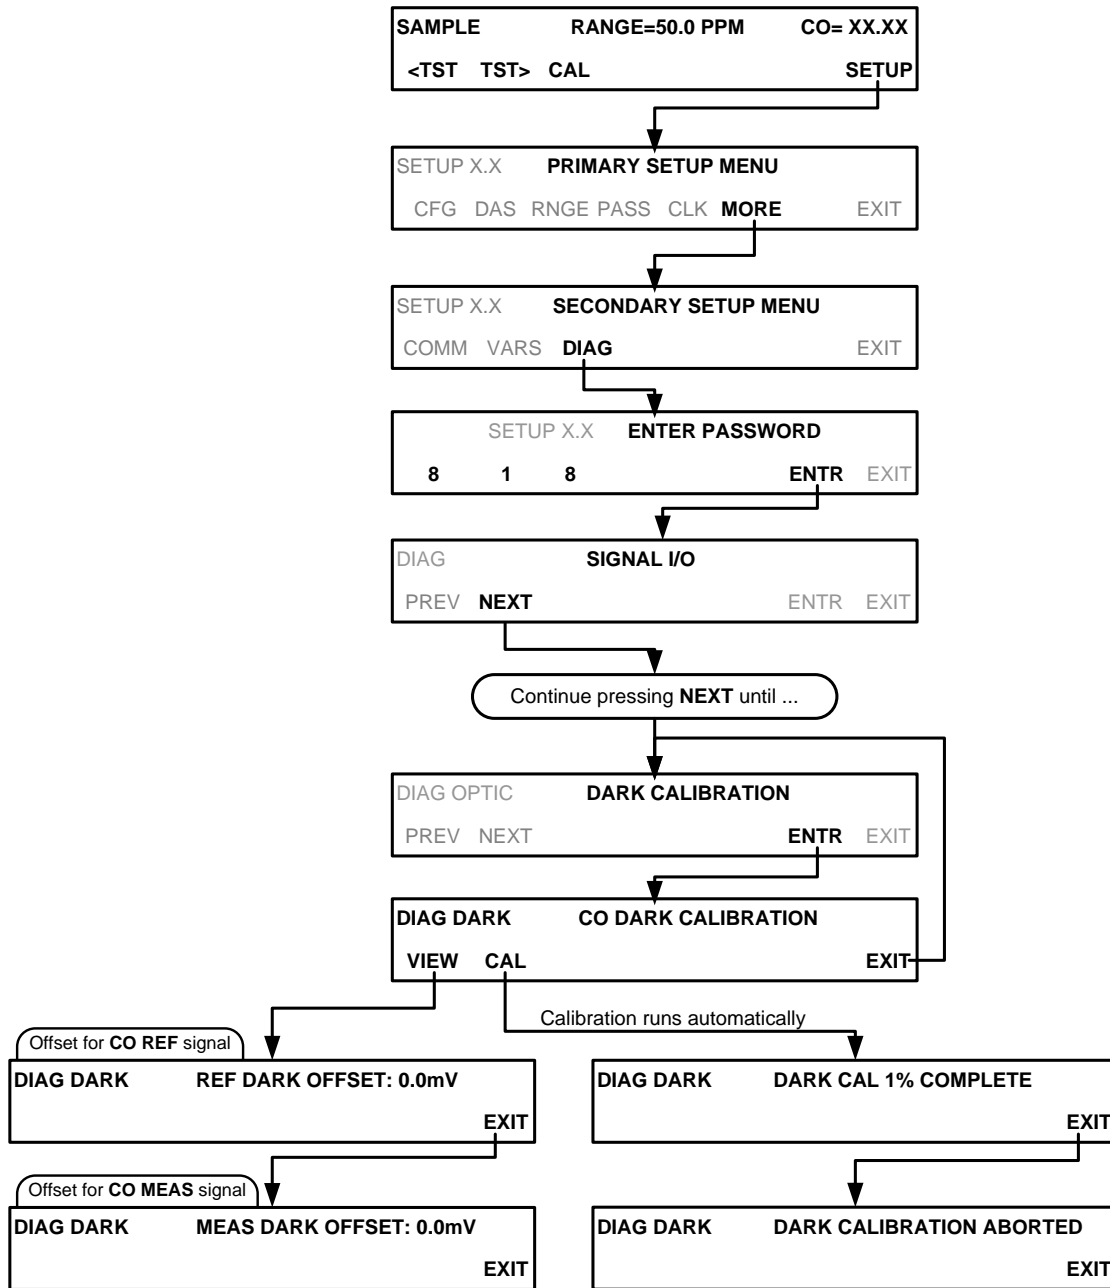 SAMPLE RANGE=50.0 PPM CO= XX.XX
<TST TST> CAL SETUP
SETUP X.X PRIMARY SETUP MENU
CFG DAS RNGE PASS CLK MORE EXIT
SETUP X.X SECONDARY SETUP MENU
COMM VARS DIAG EXIT
SETUP X.X ENTER PASSWORD
8 1 8 ENTR EXIT
DIAG SIGNAL I/O
PREV NEXT ENTR EXIT
Continue pressing NEXT until ...
DIAG OPTIC DARK CALIBRATION
PREV NEXT ENTR EXIT
DIAG DARK CO DARK CALIBRATION
VIEW CAL EXIT
Calibration runs automatically
Offset for CO REF signal
DIAG DARK REF DARK OFFSET: 0.0mV
EXIT
DIAG DARK DARK CAL 1% COMPLETE
EXIT
Offset for CO MEAS signal
DIAG DARK MEAS DARK OFFSET: 0.0mV
EXIT
DIAG DARK DARK CALIBRATION ABORTED
EXIT